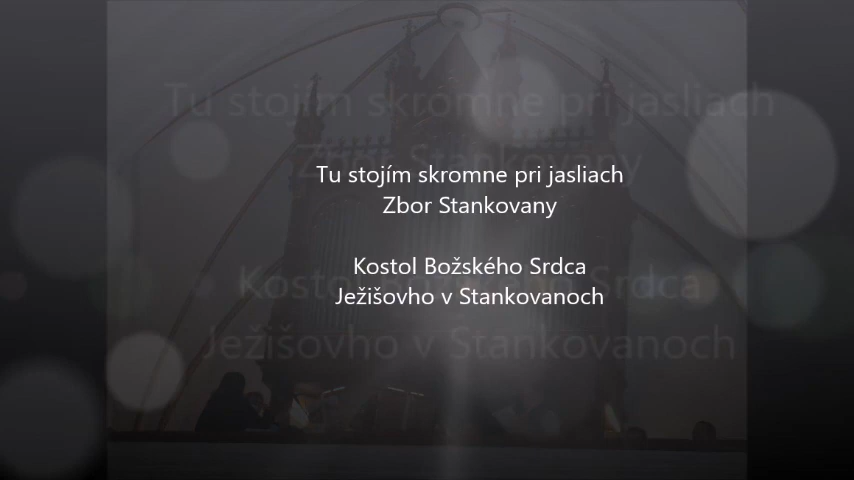 Tu stojím skromne pri jasliach
Zbor Stankovany
Kostol Božského Srdca
Ježišovho v Stankovanoch